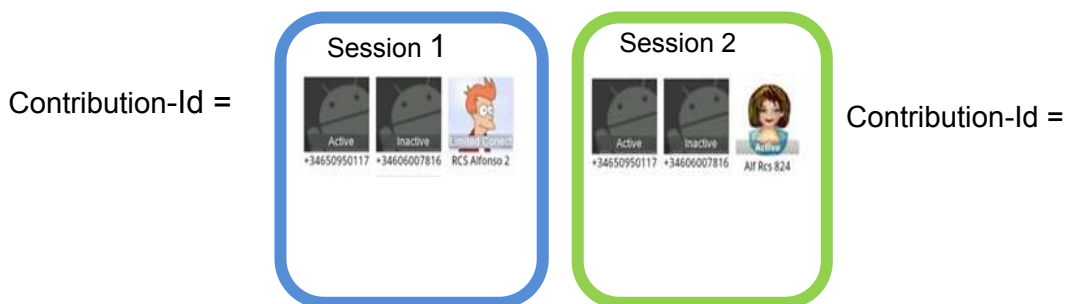 Session 1
Session 2
Contribution-Id =
Contribution-Id =
Active
Inactive
Limited Conect
+34650950117
+34606007816
RCS Alfonso 2
Active
Inactive
Active
+34650950117
+34606007816
Alf Rcs 824